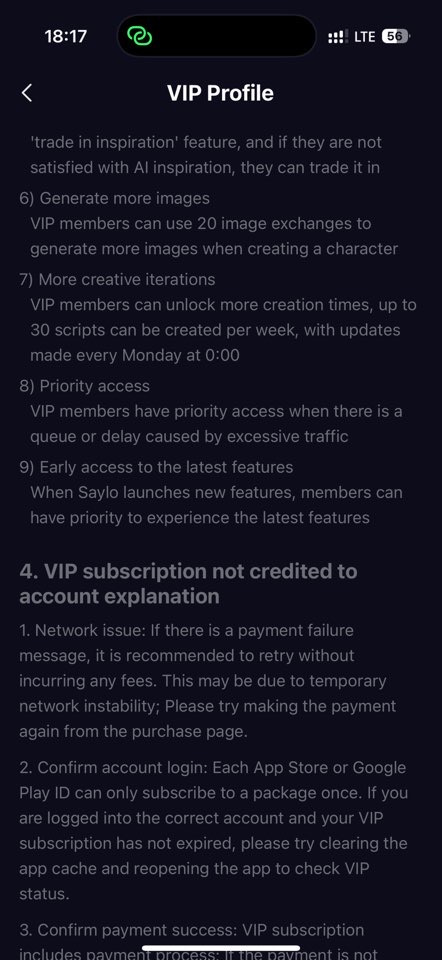 18:17
LTE
56
VIP Profile
'trade in inspiration' feature, and if they are not
satisfied with AI inspiration, they can trade it in
6) Generate more images
VIP members can use 20 image exchanges to
generate more images when creating a character
7) More creative iterations
VIP members can unlock more creation times, up to
30 scripts can be created per week, with updates
made every Monday at 0:00
8) Priority access
VIP members have priority access when there is a
queue or delay caused by excessive traffic
9) Early access to the latest features
When Saylo launches new features, members can
have priority to experience the latest features
4. VIP subscription not credited to
account explanation
1. Network issue: If there is a payment failure
message, it is recommended to retry without
incurring any fees. This may be due to temporary
network instability; Please try making the payment
again from the purchase page.
2. Confirm account login: Each App Store or Google
Play ID can only subscribe to a package once. If you
are logged into the correct account and your VIP
subscription has not expired, please try clearing the
app cache and reopening the app to check VIP
status.
3. Confirm payment success: VIP subscription
includes payment process; If the payment is not